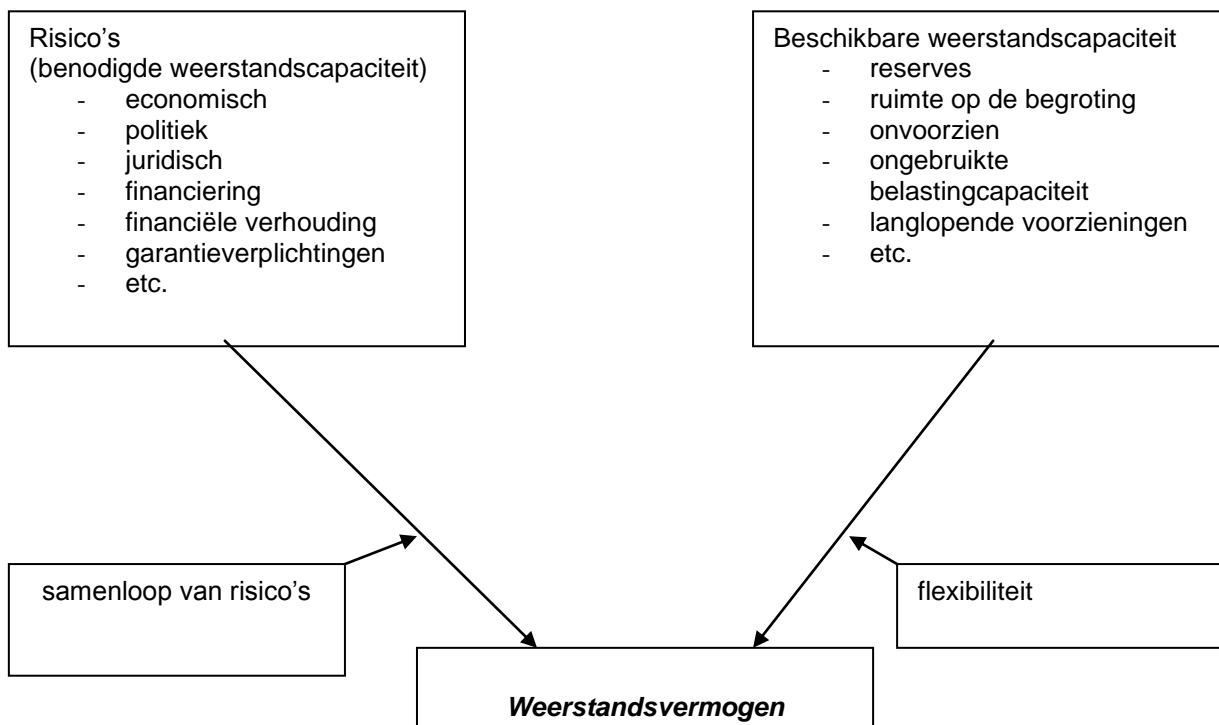 Risico’s
(benodigde weerstandscapaciteit)
- economisch
- politiek
- juridisch
- financiering
- financiële verhouding
- garantieverplichtingen
- etc.
Beschikbare weerstandscapaciteit
- reserves
- ruimte op de begroting
- onvoorzien
- ongebruikte
belastingcapaciteit
- langlopende voorzieningen
- etc.
samenloop van risico’s
flexibiliteit
Weerstandsvermogen